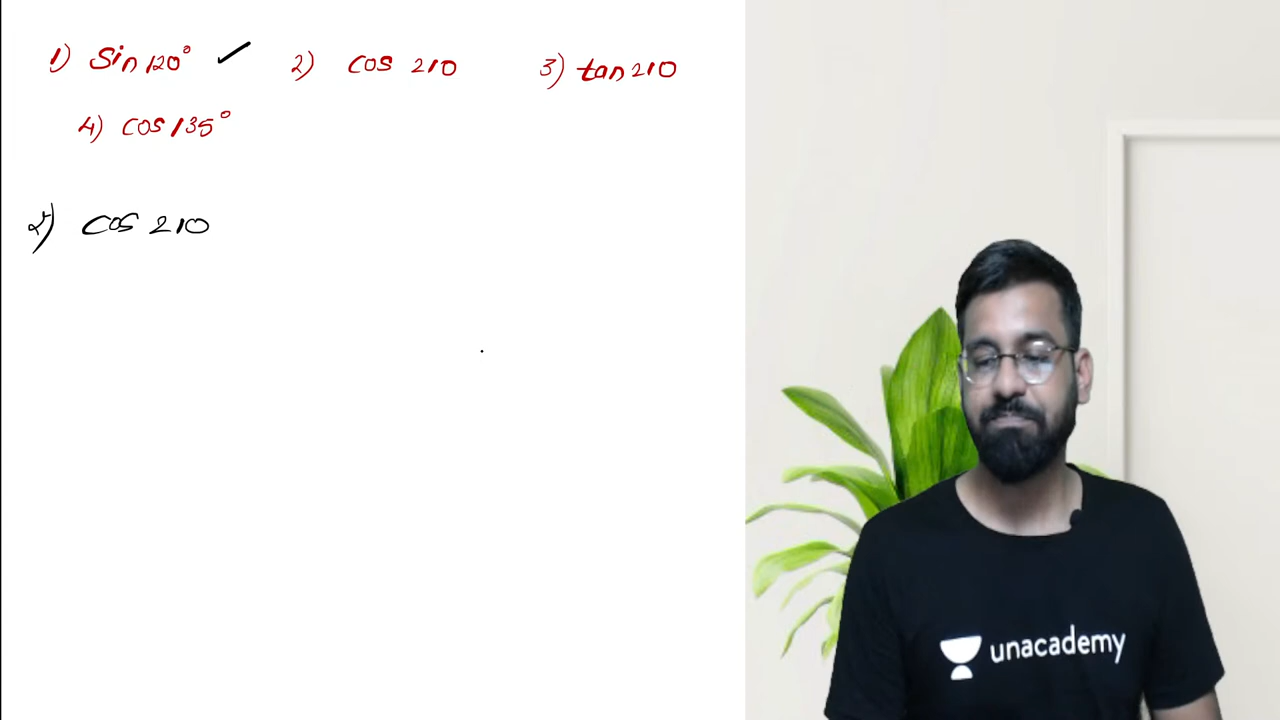 1) Sin 120° ✓ 2) cos 210 3) tan 210
4) cos 135°
2) cos 210
unacademy